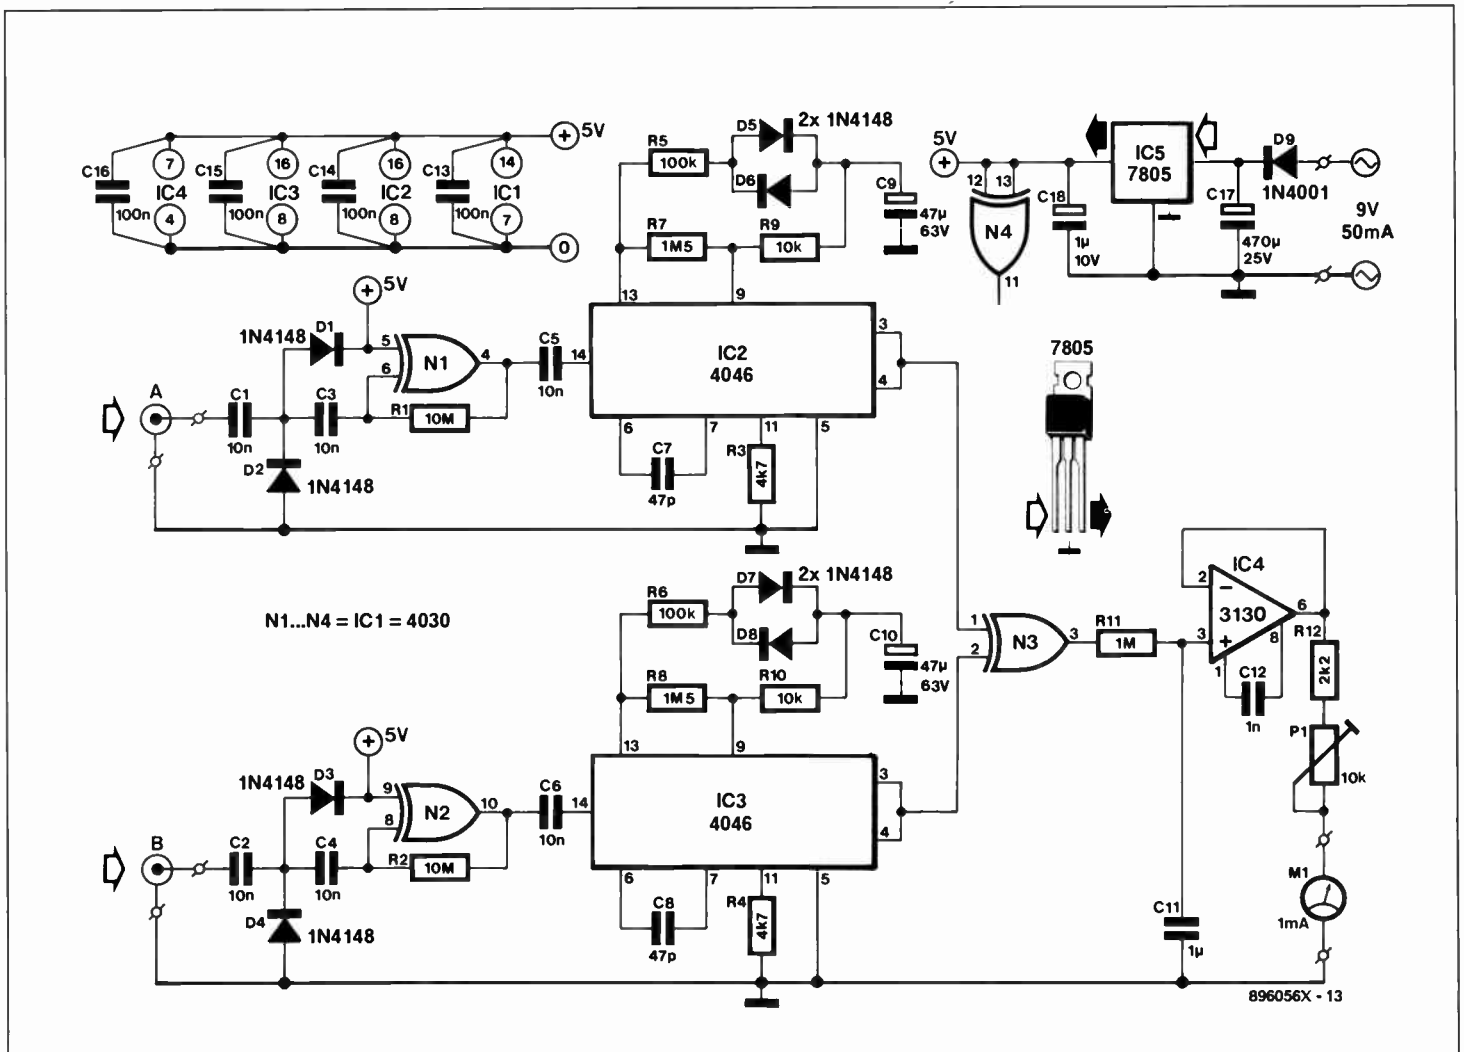 C16
100n
7
IC4
4
C15
100n
16
IC3
8
C14
100n
16
IC2
8
C13
100n
14
IC1
7
+ 5V
0
R5
100k
D5
2x 1N4148
D6
R7
1M5
R9
10k
C9
47µ
63V
5V
+
12
13
N4
11
C18
1µ
10V
IC5
7805
D9
1N4001
C17
470µ
25V
9V
50mA
+ 5V
1N4148
D1
5
6
N1
4
C5
10n
14
13
9
IC2
4046
3
4
6
7
11
5
A
C1
10n
C3
10n
R1
10M
D2
1N4148
C7
47p
R3
4k7
7805
N1...N4 = IC1 = 4030
R6
100k
D7
2x 1N4148
D8
R8
1M5
R10
10k
C10
47µ
63V
1
2
N3
3
R11
1M
IC4
2
−
3130
3
+
6
8
1
C12
1n
R12
2k2
P1
10k
+ 5V
1N4148
D3
9
8
N2
10
C6
10n
14
13
9
IC3
4046
3
4
6
7
11
5
B
C2
10n
C4
10n
R2
10M
D4
1N4148
C8
47p
R4
4k7
C11
1µ
M1
1mA
896056X - 13